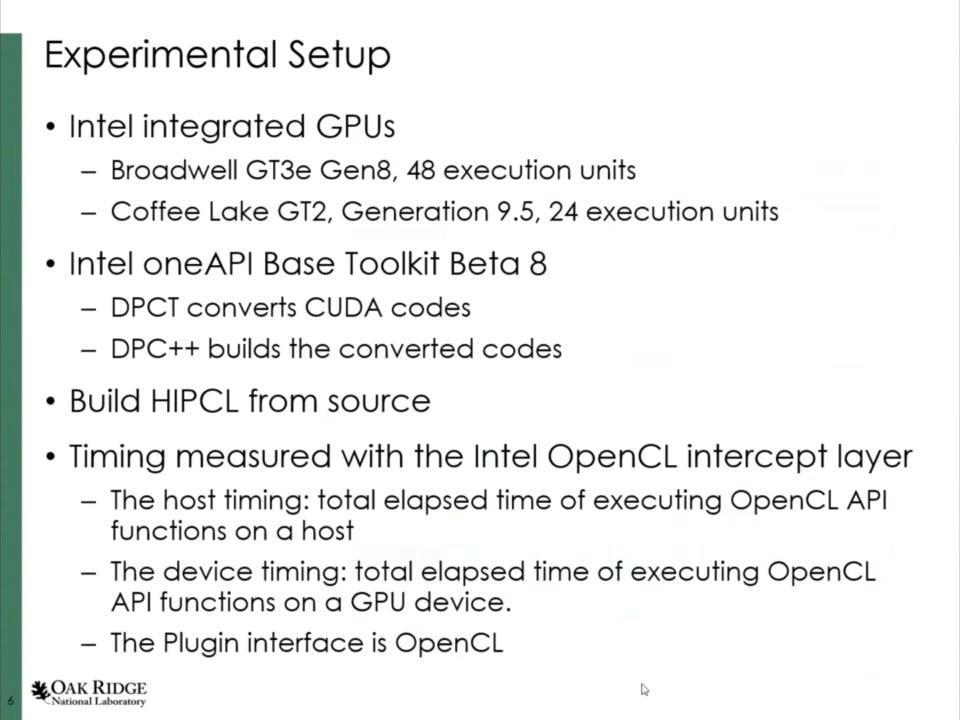 Experimental Setup
• Intel integrated GPUs
– Broadwell GT3e Gen8, 48 execution units
– Coffee Lake GT2, Generation 9.5, 24 execution units
• Intel oneAPI Base Toolkit Beta 8
– DPCT converts CUDA codes
– DPC++ builds the converted codes
• Build HIPCL from source
• Timing measured with the Intel OpenCL intercept layer
– The host timing: total elapsed time of executing OpenCL API
functions on a host
– The device timing: total elapsed time of executing OpenCL
API functions on a GPU device.
– The Plugin interface is OpenCL
6
OAK RIDGE
National Laboratory